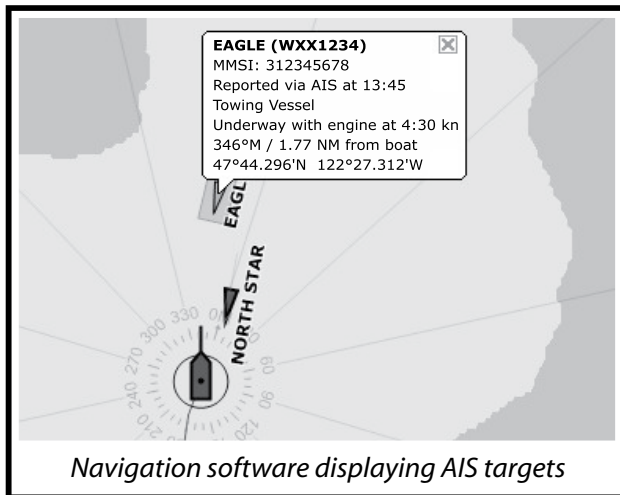 EAGLE (WXX1234)
MMSI: 312345678
Reported via AIS at 13:45
Towing Vessel
Underway with engine at 4:30 kn
346°M / 1.77 NM from boat
47°44.296'N 122°27.312'W
EAGL
NORTH STAR
330
300
270
240
60
90
Navigation software displaying AIS targets